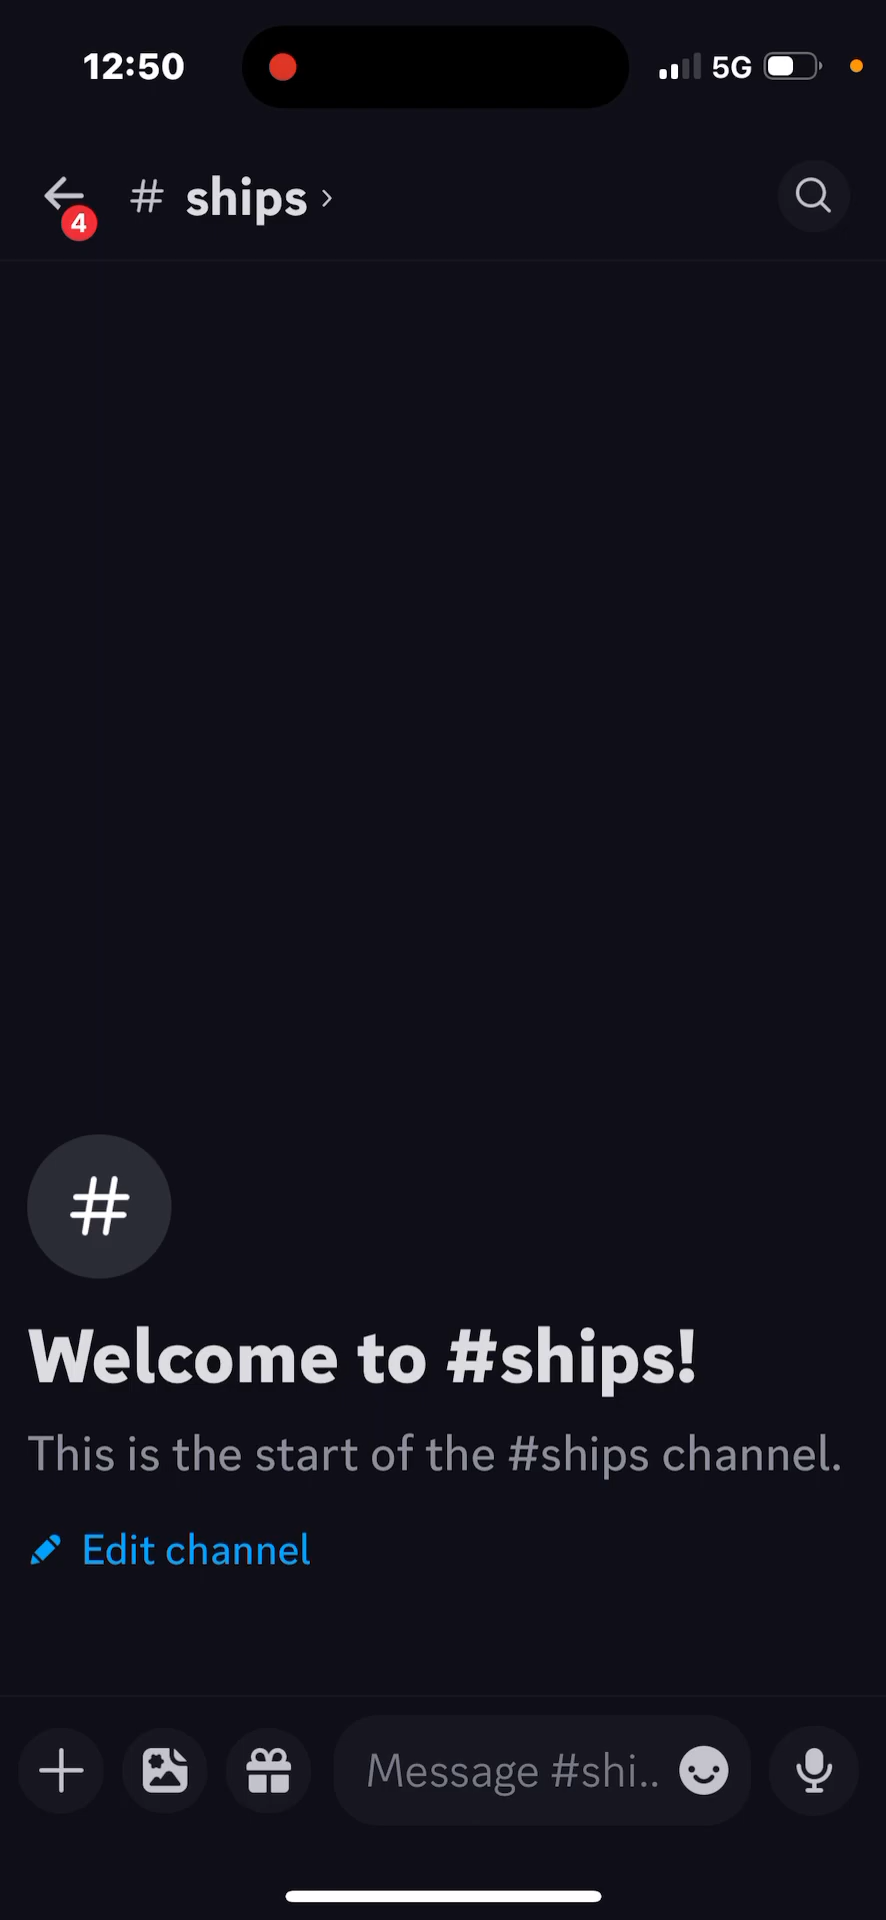 12:50
5G
4
# ships
#
Welcome to #ships!
This is the start of the #ships channel.
Edit channel
Message #shi..